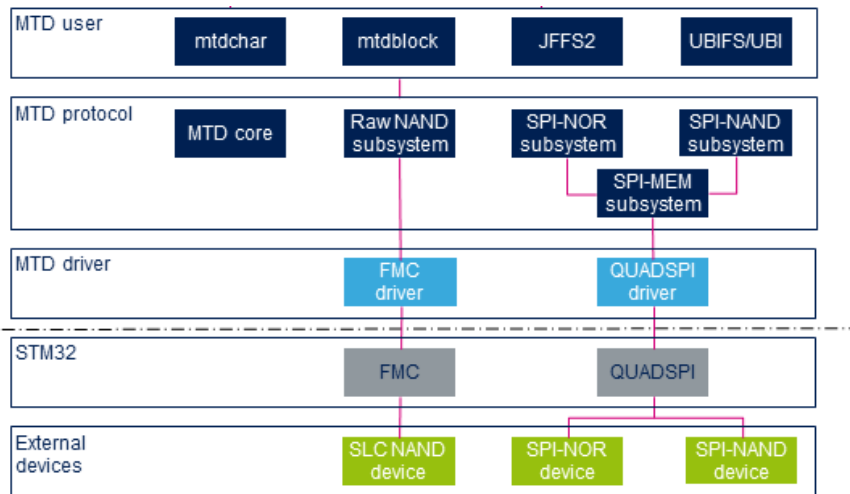 MTD user
mtdchar
mtdblock
JFFS2
UBIFS/UBI
MTD protocol
MTD core
Raw NAND
subsystem
SPI-NOR
subsystem
SPI-NAND
subsystem
SPI-MEM
subsystem
MTD driver
FMC
driver
QUADSPI
driver
STM32
FMC
QUADSPI
External
devices
SLC NAND
device
SPI-NOR
device
SPI-NAND
device